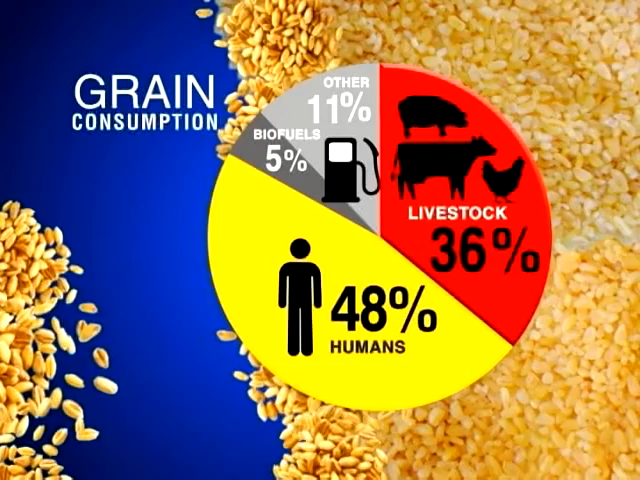 GRAIN
CONSUMPTION
OTHER
11%
BIOFUELS
5%
LIVESTOCK
36%
48%
HUMANS